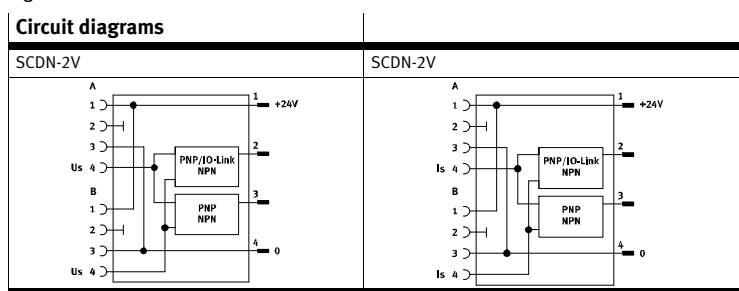 Circuit diagrams
SCDN-2V
SCDN-2V
A
1
2
3
Us 4
B
1
2
3
Us 4
PNP/IO-Link
NPN
PNP
NPN
1
+24V
2
3
4
0
A
1
2
3
Is 4
B
1
2
3
Is 4
PNP/IO-Link
NPN
PNP
NPN
1
+24V
2
3
4
0